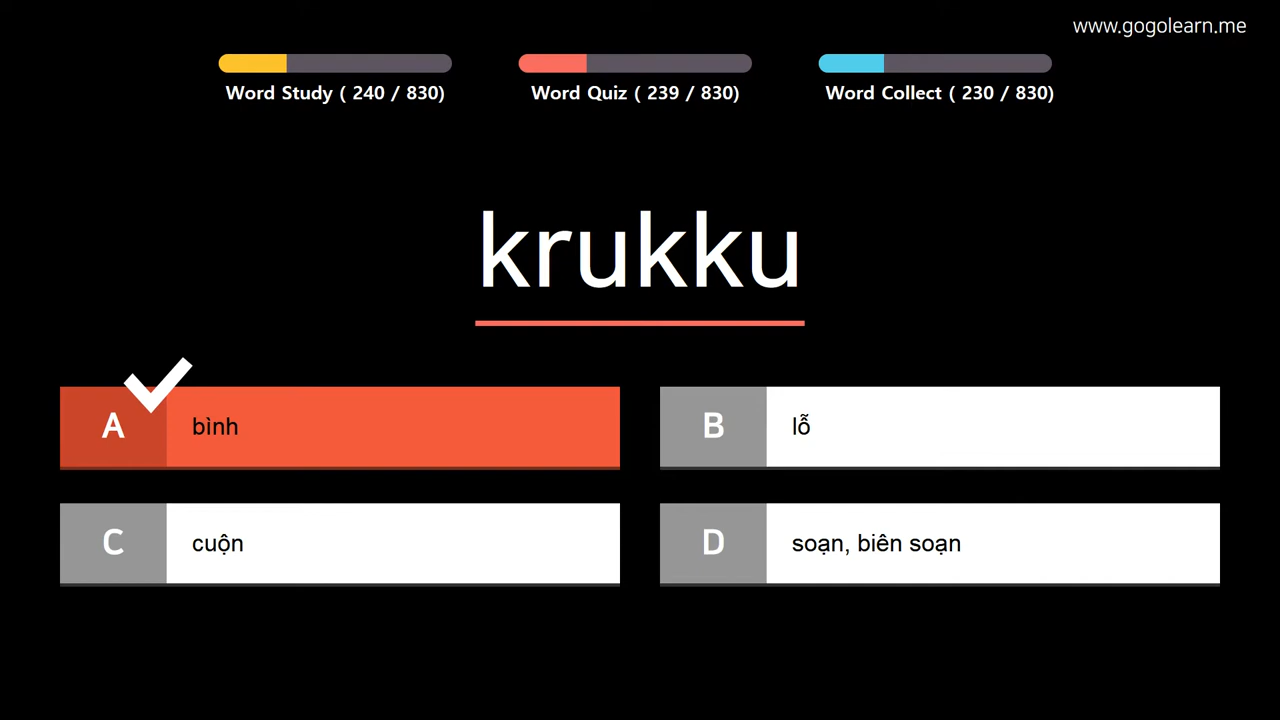 www.gogolearn.me
Word Study ( 240 / 830)
Word Quiz ( 239 / 830)
Word Collect ( 230 / 830)
krukku
A bình
B lỗ
C cuộn
D soạn, biên soạn